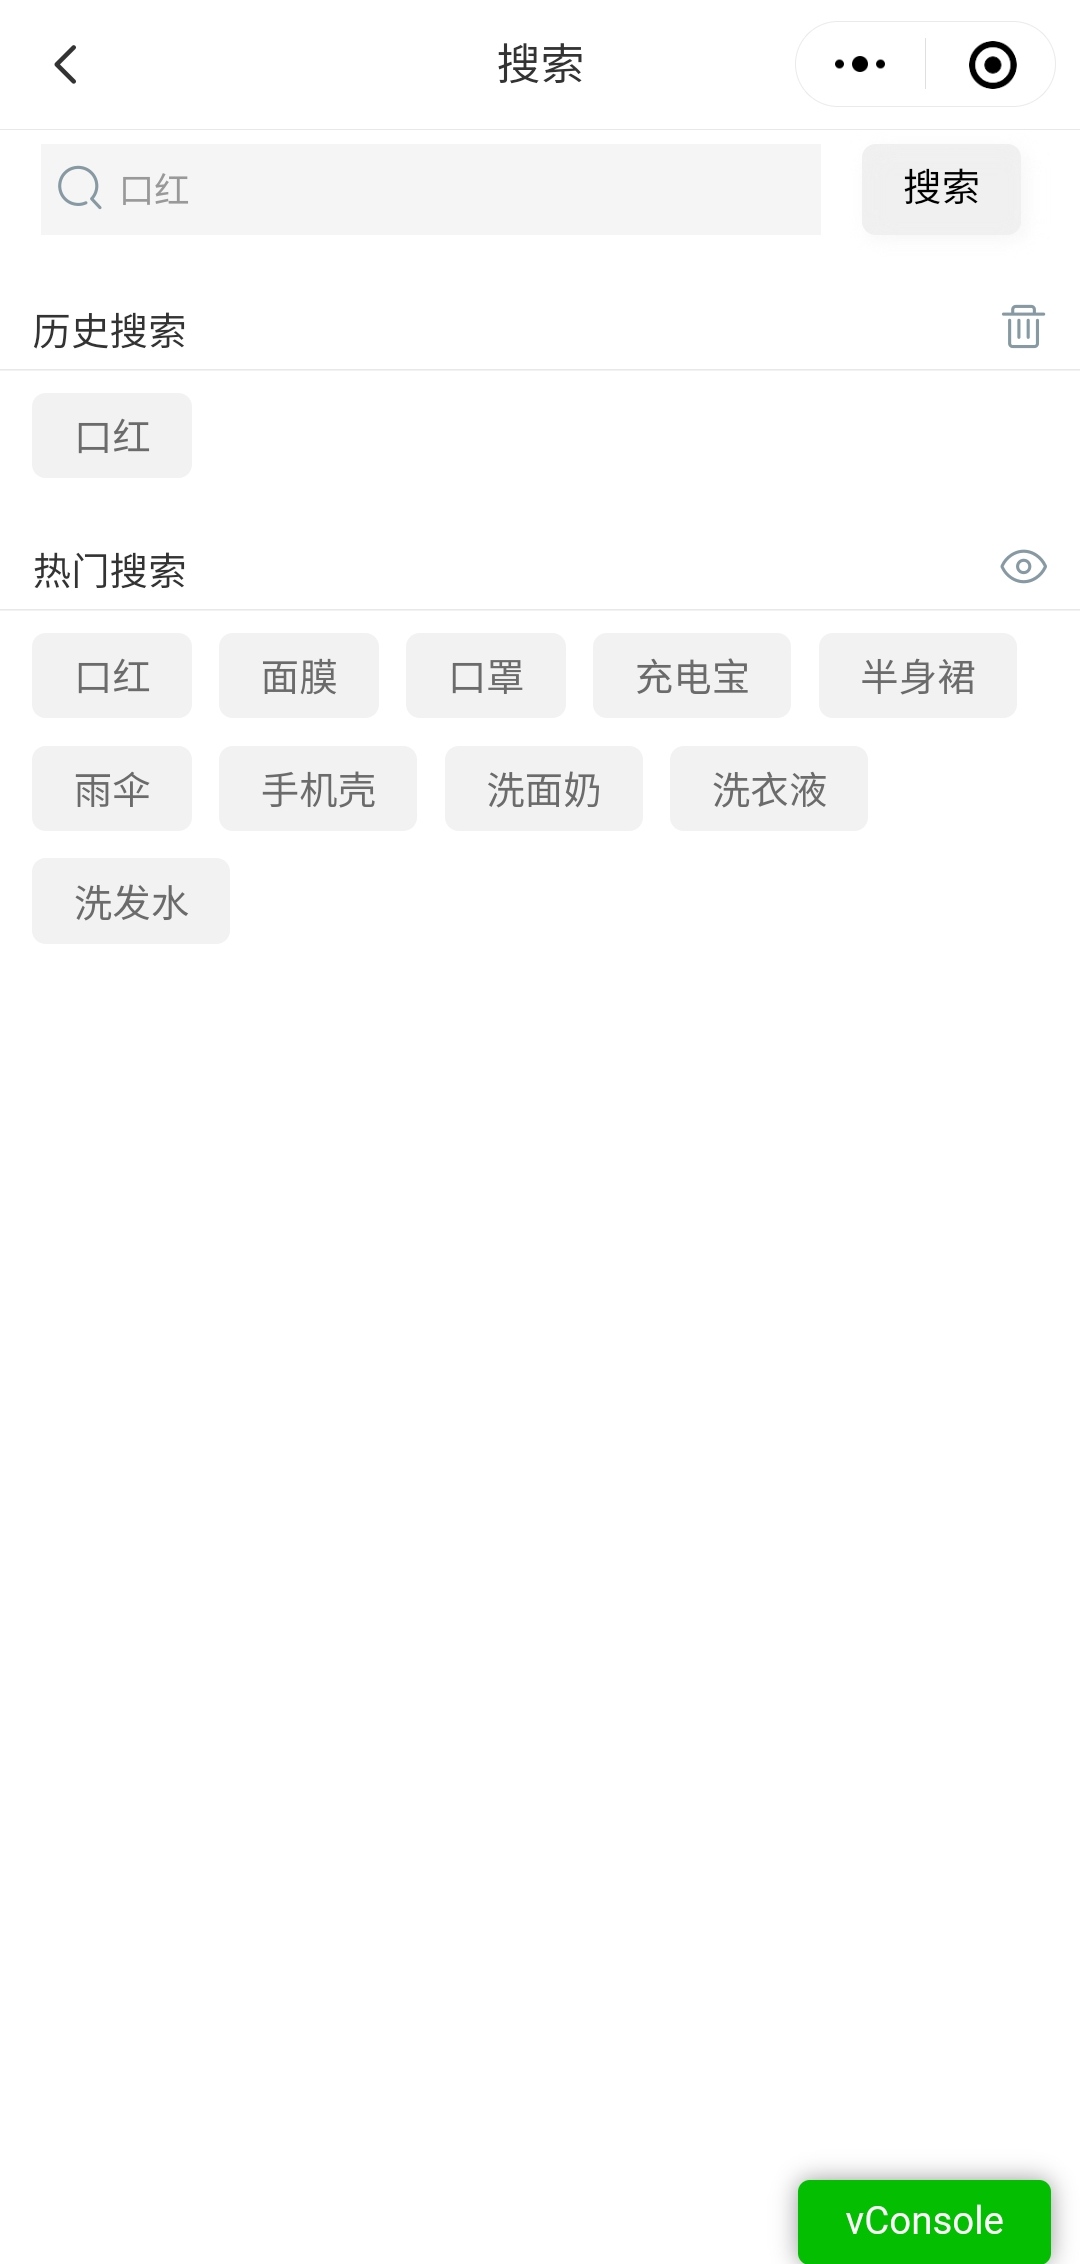 搜索
口红 搜索
历史搜索
口红
热门搜索
口红 面膜 口罩 充电宝 半身裙
雨伞 手机壳 洗面奶 洗衣液
洗发水
vConsole